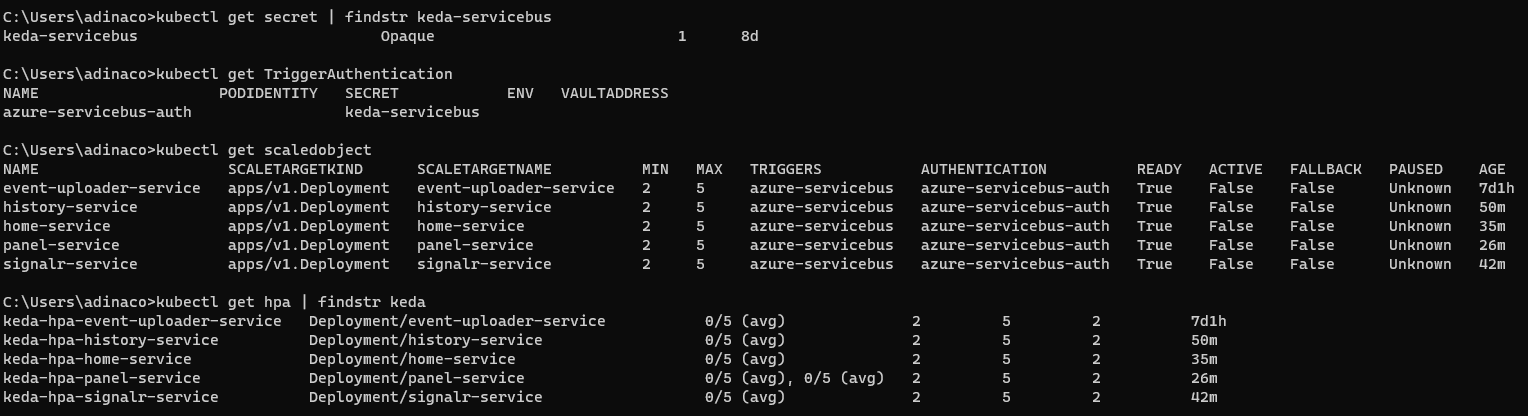 C:\Users\adinaco>kubectl get secret | findstr keda-servicebus
keda-servicebus Opaque 1 8d
C:\Users\adinaco>kubectl get TriggerAuthentication
NAME PODIDENTITY SECRET ENV VAULTADDRESS
azure-servicebus-auth keda-servicebus
C:\Users\adinaco>kubectl get scaledobject
NAME SCALETARGETKIND SCALETARGETNAME MIN MAX TRIGGERS AUTHENTICATION READY ACTIVE FALLBACK PAUSED AGE
event-uploader-service apps/v1.Deployment event-uploader-service 2 5 azure-servicebus azure-servicebus-auth True False False Unknown 7d1h
history-service apps/v1.Deployment history-service 2 5 azure-servicebus azure-servicebus-auth True False False Unknown 50m
home-service apps/v1.Deployment home-service 2 5 azure-servicebus azure-servicebus-auth True False False Unknown 35m
panel-service apps/v1.Deployment panel-service 2 5 azure-servicebus azure-servicebus-auth True False False Unknown 26m
signalr-service apps/v1.Deployment signalr-service 2 5 azure-servicebus azure-servicebus-auth True False False Unknown 42m
C:\Users\adinaco>kubectl get hpa | findstr keda
keda-hpa-event-uploader-service Deployment/event-uploader-service 0/5 (avg) 2 5 2 7d1h
keda-hpa-history-service Deployment/history-service 0/5 (avg) 2 5 2 50m
keda-hpa-home-service Deployment/home-service 0/5 (avg) 2 5 2 35m
keda-hpa-panel-service Deployment/panel-service 0/5 (avg), 0/5 (avg) 2 5 2 26m
keda-hpa-signalr-service Deployment/signalr-service 0/5 (avg) 2 5 2 42m